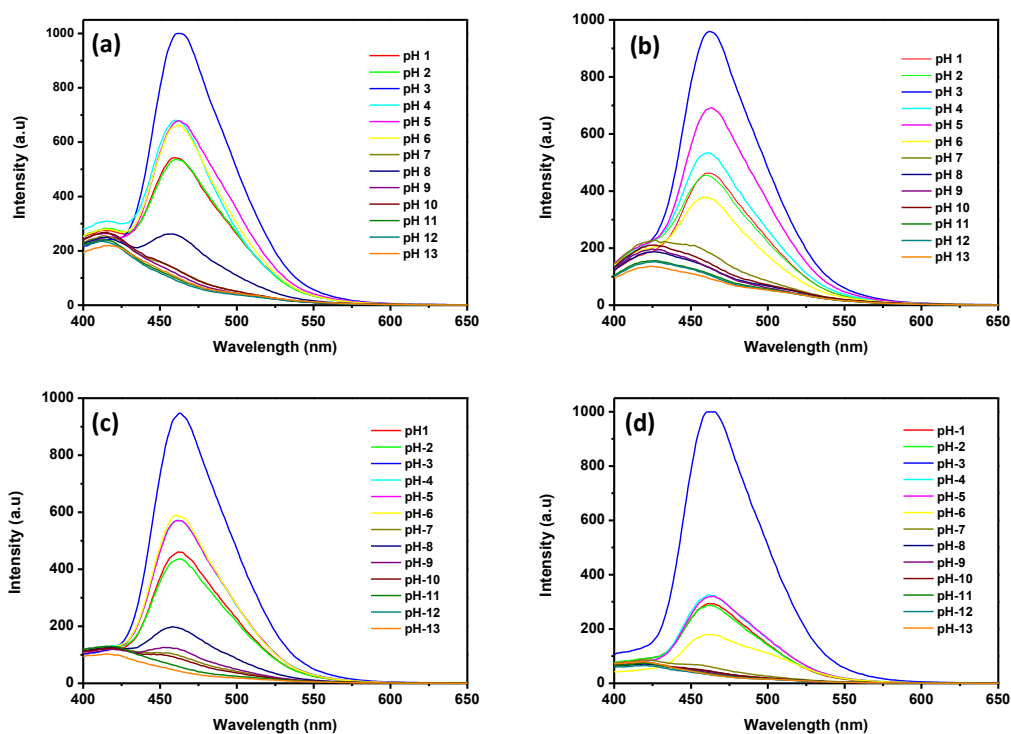 (a)
Intensity (a.u)
1000
800
600
400
200
0
400 450 500 550 600 650
Wavelength (nm)
pH 1
pH 2
pH 3
pH 4
pH 5
pH 6
pH 7
pH 8
pH 9
pH 10
pH 11
pH 12
pH 13
(b)
Intensity (a.u)
1000
800
600
400
200
0
400 450 500 550 600 650
Wavelength (nm)
pH 1
pH 2
pH 3
pH 4
pH 5
pH 6
pH 7
pH 8
pH 9
pH 10
pH 11
pH 12
pH 13
(c)
Intensity (a.u)
1000
800
600
400
200
0
400 450 500 550 600 650
Wavelength (nm)
pH1
pH-2
pH-3
pH-4
pH-5
pH-6
pH-7
pH-8
pH-9
pH-10
pH-11
pH-12
pH-13
(d)
Intensity (a.u)
1000
800
600
400
200
0
400 450 500 550 600 650
Wavelength (nm)
pH-1
pH-2
pH-3
pH-4
pH-5
pH-6
pH-7
pH-8
pH-9
pH-10
pH-11
pH-12
pH-13